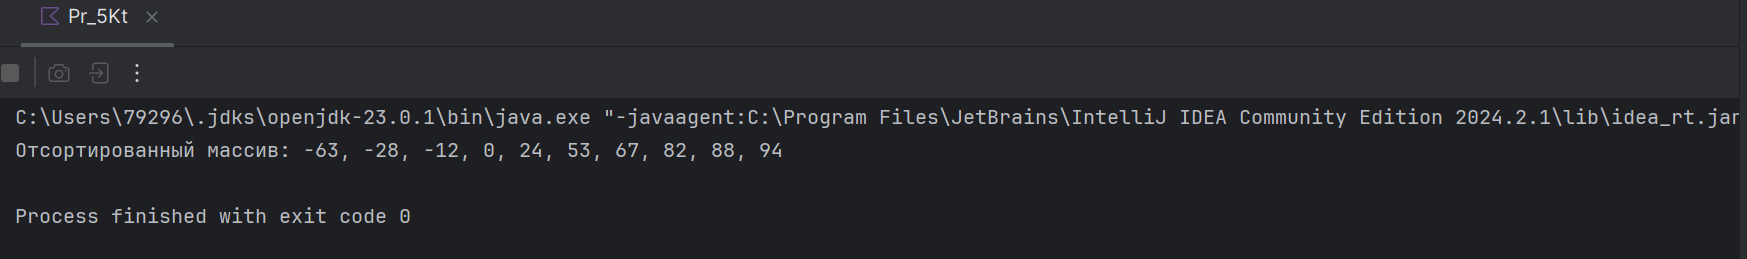 Pr_5Kt
C:\Users\79296\.jdks\openjdk-23.0.1\bin\java.exe "-javaagent:C:\Program Files\JetBrains\IntelliJ IDEA Community Edition 2024.2.1\lib\idea_rt.jar
Отсортированный массив: -63, -28, -12, 0, 24, 53, 67, 82, 88, 94
Process finished with exit code 0